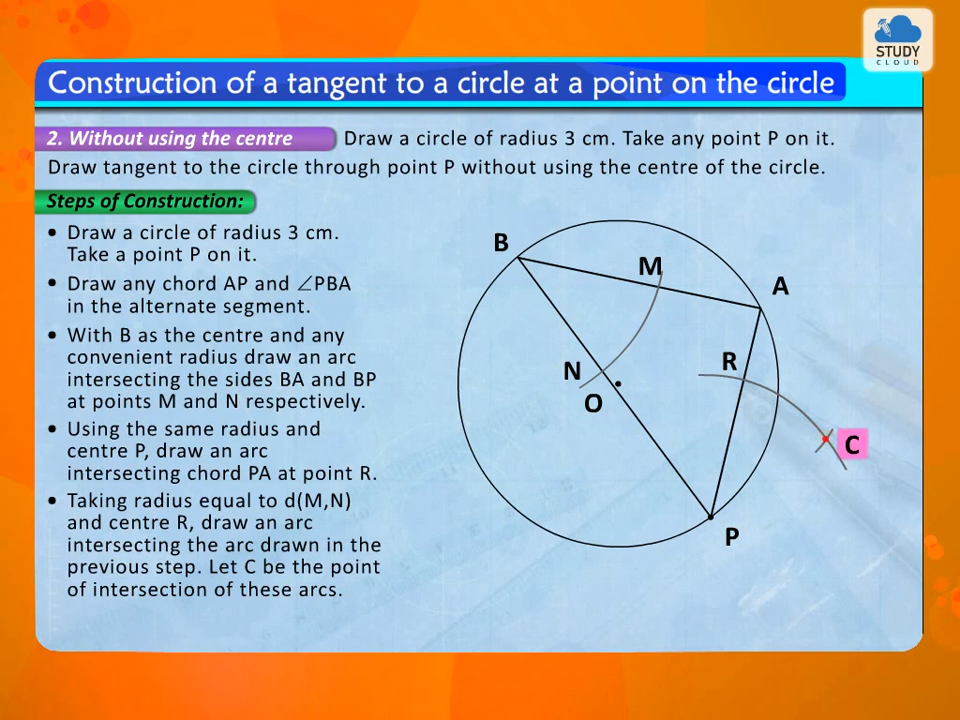 STUDY
CLOUD
Construction of a tangent to a circle at a point on the circle
2. Without using the centre Draw a circle of radius 3 cm. Take any point P on it.
Draw tangent to the circle through point P without using the centre of the circle.
Steps of Construction:
• Draw a circle of radius 3 cm.
Take a point P on it.
• Draw any chord AP and ∠PBA
in the alternate segment.
• With B as the centre and any
convenient radius draw an arc
intersecting the sides BA and BP
at points M and N respectively.
• Using the same radius and
centre P, draw an arc
intersecting chord PA at point R.
• Taking radius equal to d(M,N)
and centre R, draw an arc
intersecting the arc drawn in the
previous step. Let C be the point
of intersection of these arcs.
B
M
A
R
N
O
C
P